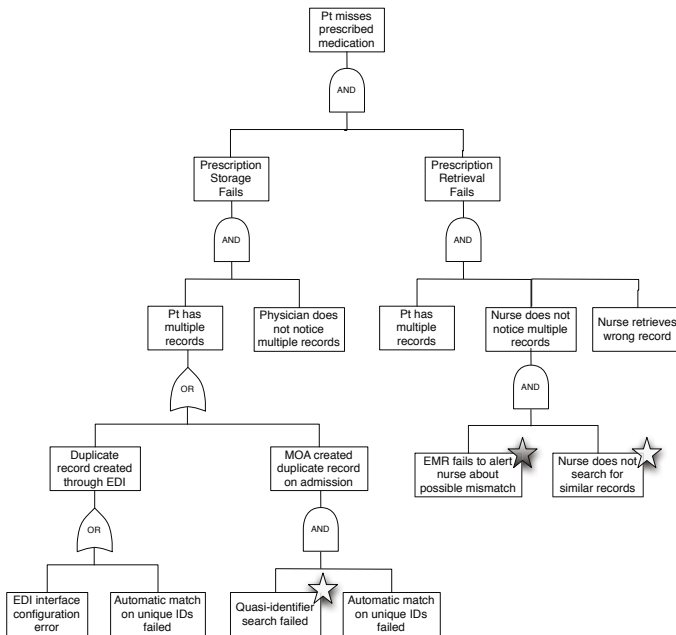 Pt misses
prescribed
medication
AND
Prescription
Storage
Fails
Prescription
Retrieval
Fails
AND
AND
Pt has
multiple
records
Physician does
not notice
multiple records
Pt has
multiple
records
Nurse does not
notice multiple
records
Nurse retrieves
wrong record
OR
AND
Duplicate
record created
through EDI
MOA created
duplicate record
on admission
EMR fails to alert
nurse about
possible mismatch
Nurse does not
search for
similar records
OR
AND
EDI interface
configuration
error
Automatic match
on unique IDs
failed
Quasi-identifier
search failed
Automatic match
on unique IDs
failed